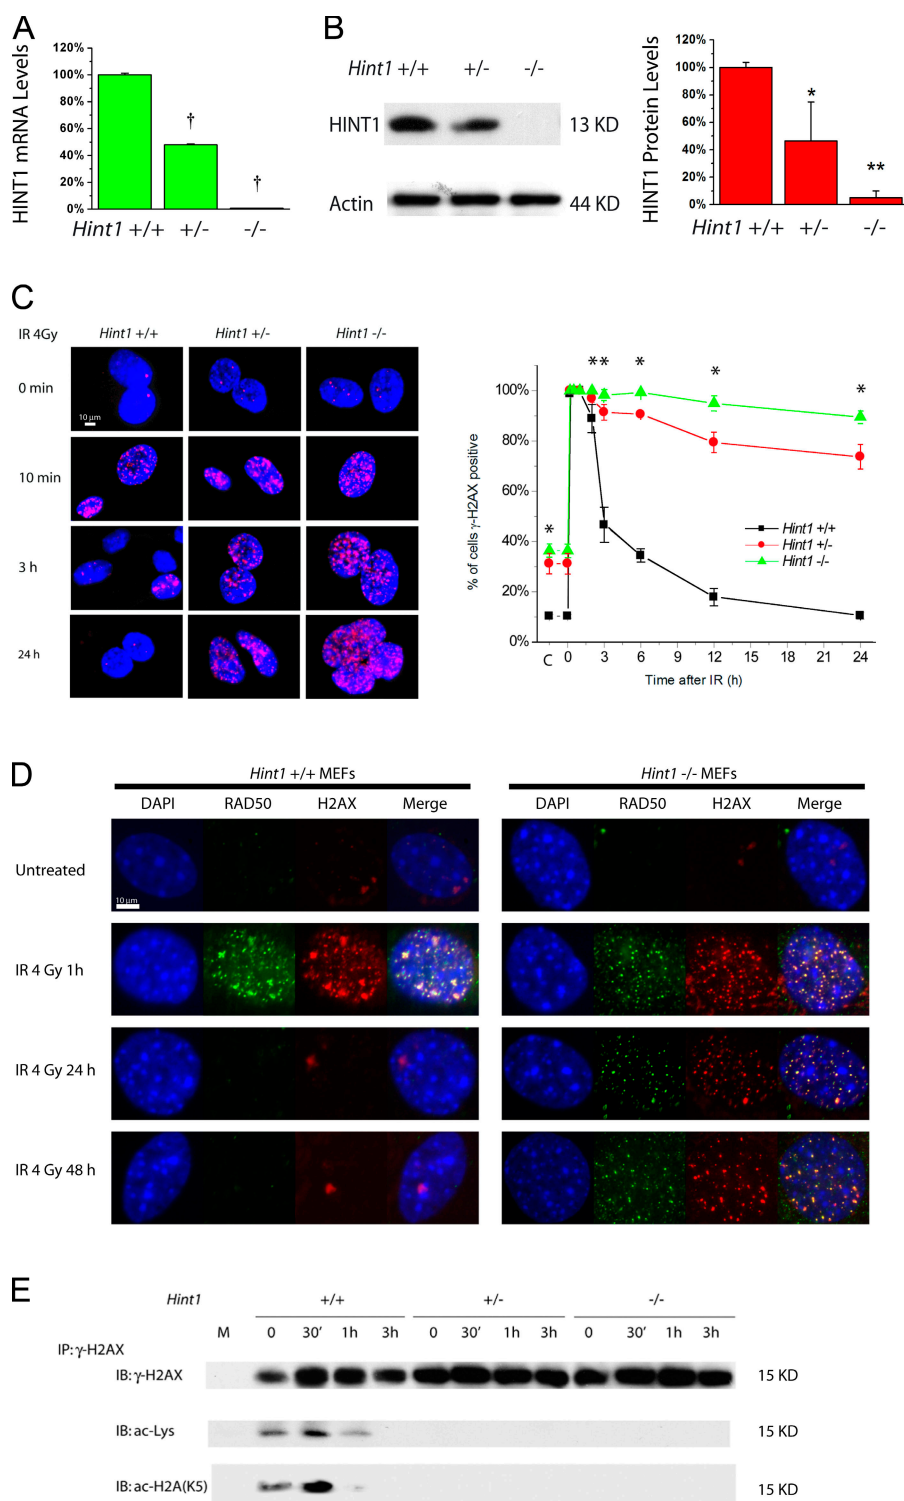 A
HINT1 mRNA Levels
120%
100%
80%
60%
40%
20%
0%
†
†
Hint1 +/+ +/- -/-
B
Hint1 +/+ +/- -/-
HINT1 13 KD
Actin 44 KD
HINT1 Protein Levels
120%
100%
80%
60%
40%
20%
0%
*
**
Hint1 +/+ +/- -/-
C
IR 4Gy Hint1 +/+ Hint1 +/- Hint1 -/-
0 min
10 μm
10 min
3 h
24 h
% of cells γ-H2AX positive
100%
80%
60%
40%
20%
0%
* ** * * *
Hint1 +/+
Hint1 +/-
Hint1 -/-
C 0 3 6 9 12 15 18 21 24
Time after IR (h)
D
Hint1 +/+ MEFs Hint1 -/- MEFs
DAPI RAD50 H2AX Merge DAPI RAD50 H2AX Merge
Untreated
10 μm
IR 4 Gy 1h
IR 4 Gy 24 h
IR 4 Gy 48 h
E
Hint1 +/+ +/- -/-
M 0 30' 1h 3h 0 30' 1h 3h 0 30' 1h 3h
IP: γ-H2AX
IB: γ-H2AX 15 KD
IB: ac-Lys 15 KD
IB: ac-H2A(K5) 15 KD